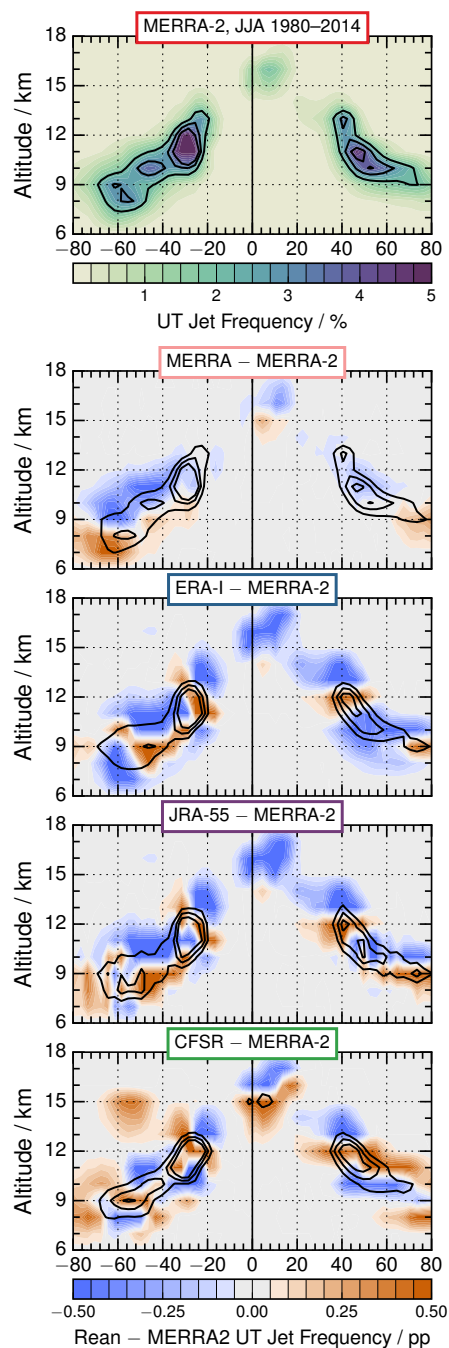 MERRA-2, JJA 1980–2014
18
15
12
9
6
Altitude / km
−80 −60 −40 −20 0 20 40 60 80
1 2 3 4 5
UT Jet Frequency / %
MERRA − MERRA-2
18
15
12
9
6
Altitude / km
ERA-I − MERRA-2
18
15
12
9
6
Altitude / km
JRA-55 − MERRA-2
18
15
12
9
6
Altitude / km
CFSR − MERRA-2
18
15
12
9
6
Altitude / km
−80 −60 −40 −20 0 20 40 60 80
−0.50 −0.25 0.00 0.25 0.50
Rean − MERRA2 UT Jet Frequency / pp